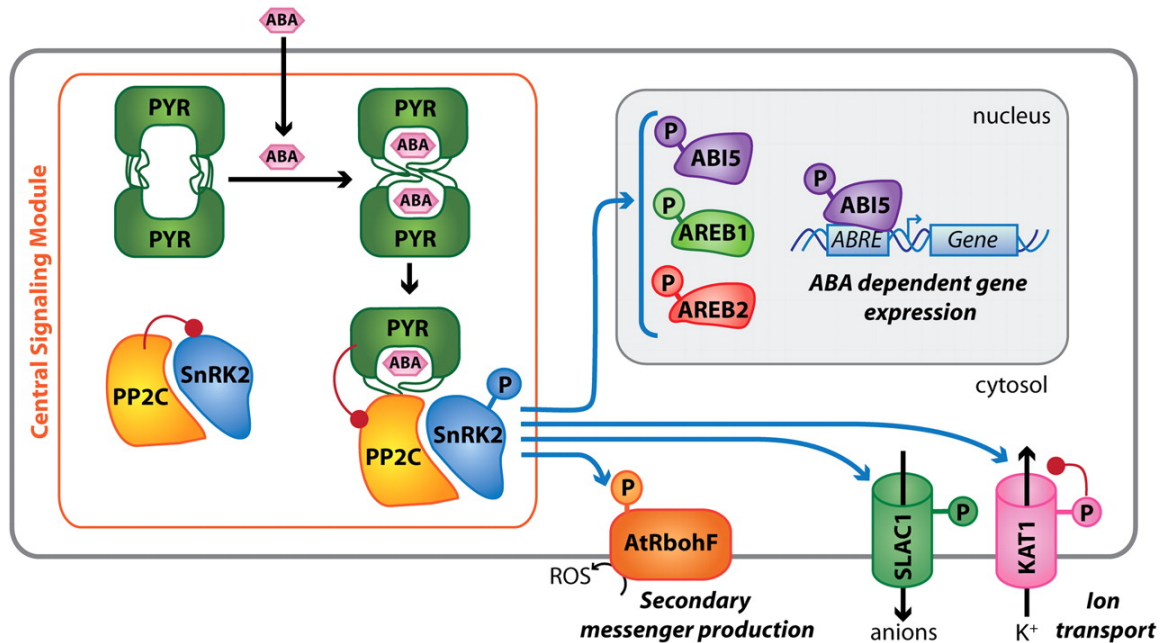 ABA
Central Signaling Module
PYR
PYR
ABA
PYR
ABA
ABA
PYR
PP2C
SnRK2
PYR
ABA
PP2C
SnRK2
P
nucleus
P
ABI5
P
AREB1
P
AREB2
P
ABI5
ABRE
Gene
ABA dependent gene
expression
cytosol
P
AtRbohF
ROS
Secondary
messenger production
SLAC1
P
anions
KAT1
P
K⁺
Ion
transport